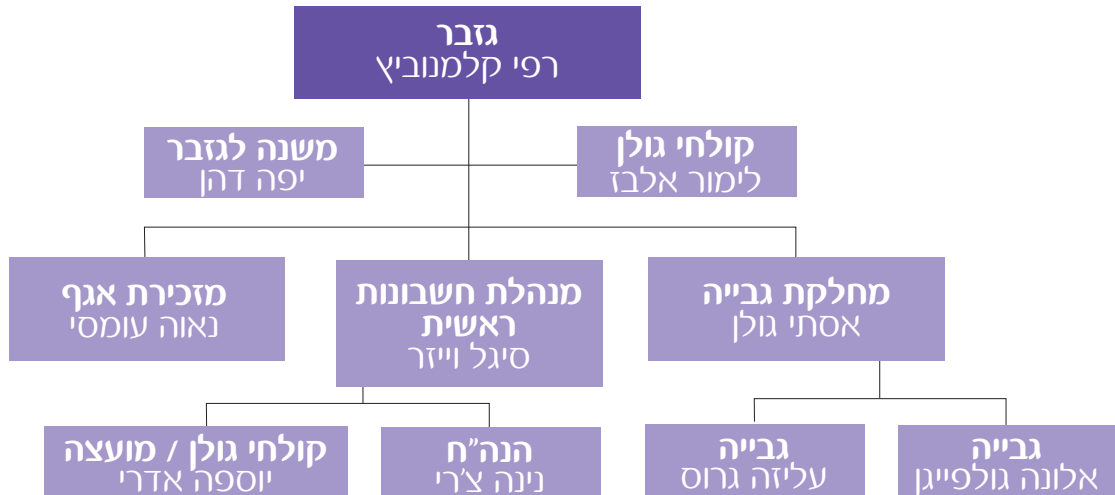 גזבר
רפי קלמנוביץ
קולחי גולן
לימור אלבז
משנה לגזבר
יפה דהן
מחלקת גבייה
אסתי גולן
מנהלת חשבונות
ראשית
סיגל וייזר
מזכירת אגף
נאוה עומסי
גבייה
אלונה גולפייגן
גבייה
עליזה גרוס
הנה"ח
נינה צ'רי
קולחי גולן / מועצה
יוספה אדרי